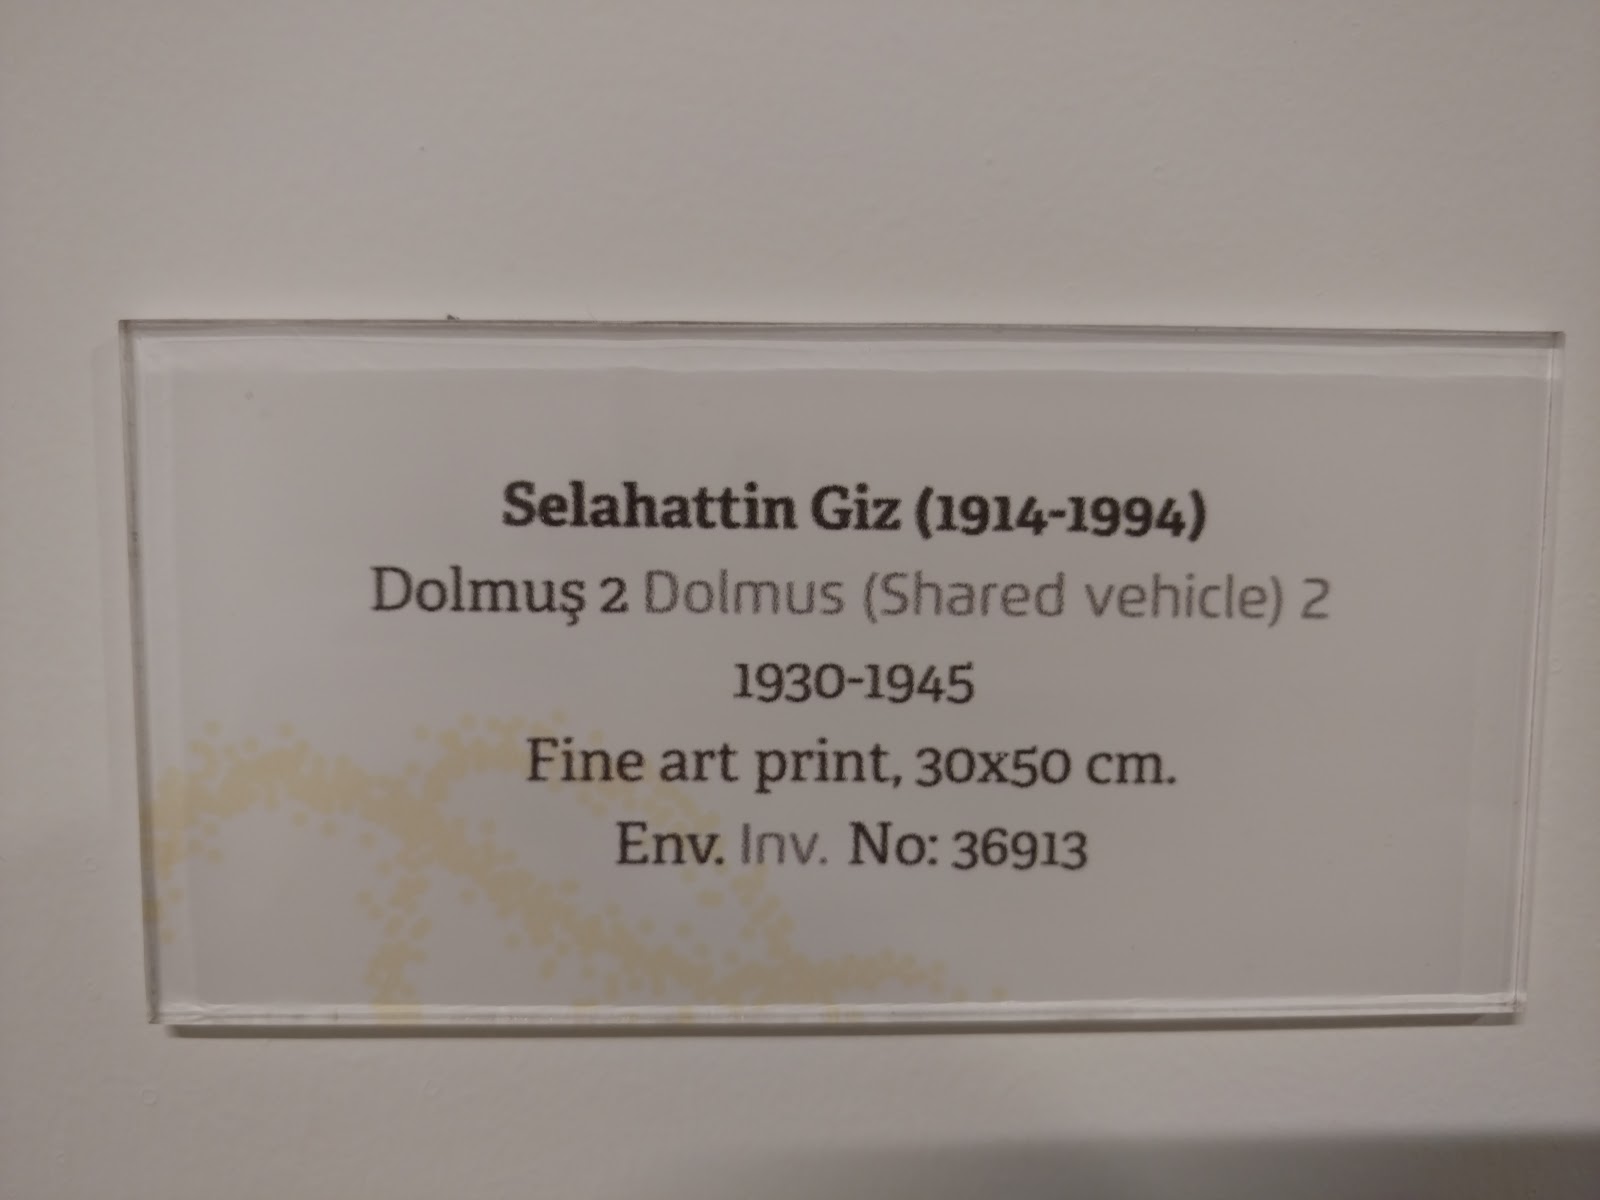 Selahattin Giz (1914-1994)
Dolmuş 2 Dolmus (Shared vehicle) 2
1930-1945
Fine art print, 30x50 cm.
Env. Inv. No: 36913